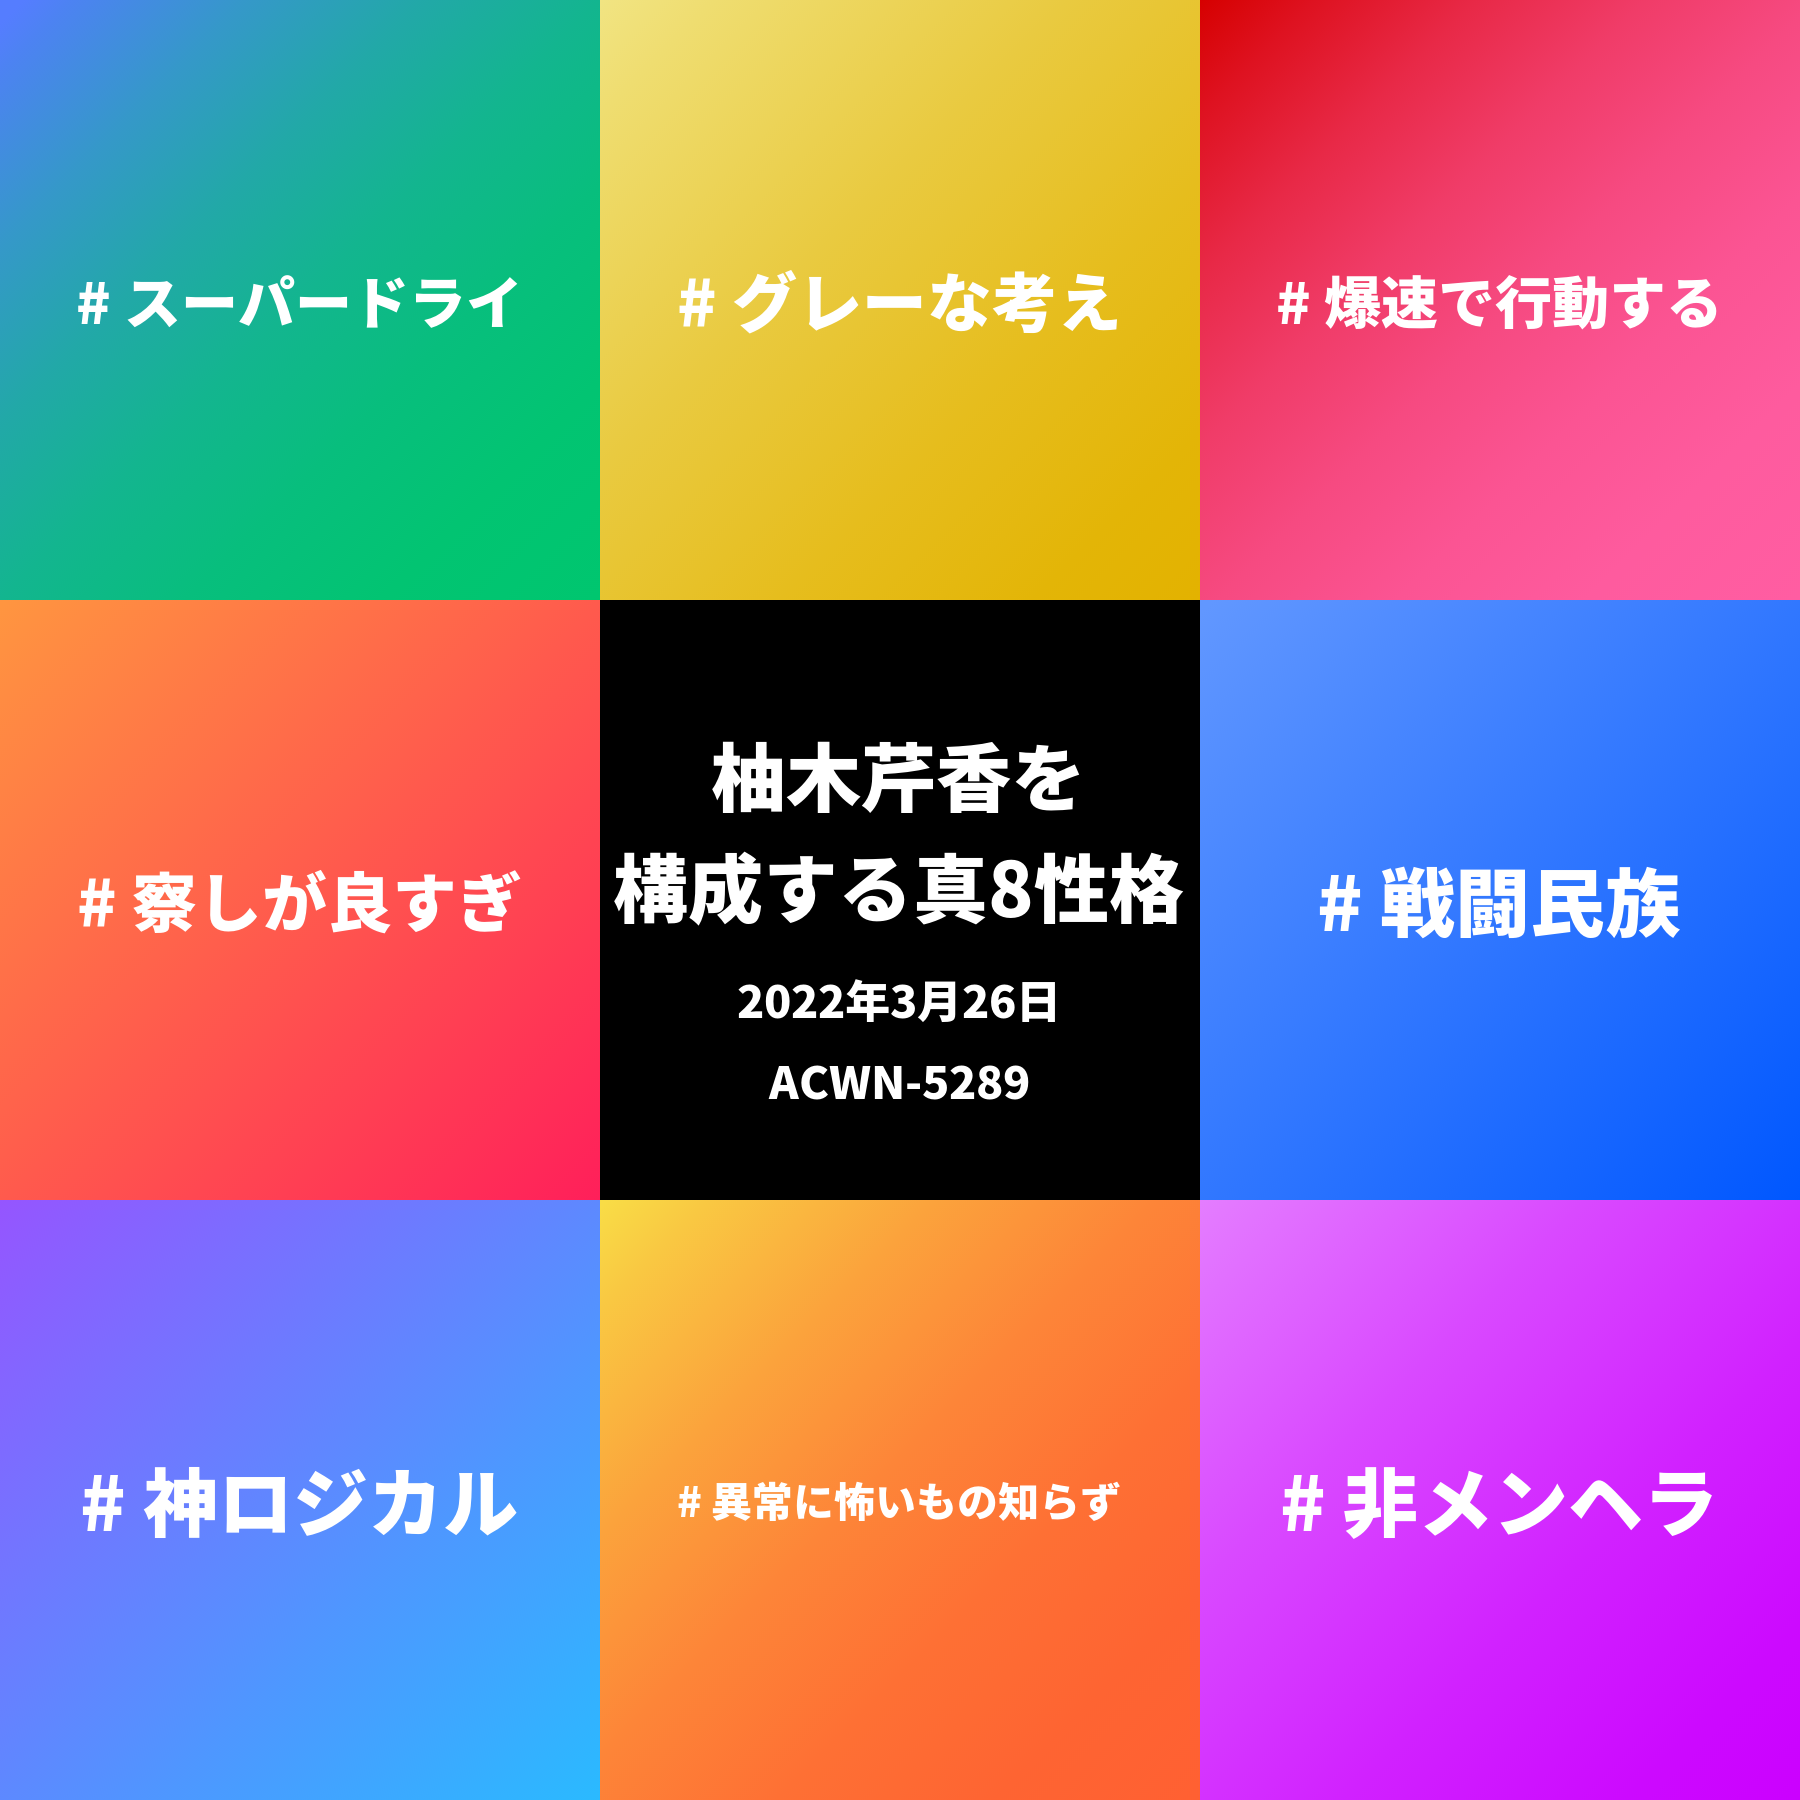 # スーパードライ
# グレーな考え
# 爆速で行動する
# 察しが良すぎ
柚木芹香を
構成する真8性格
2022年3月26日
ACWN-5289
# 戦闘民族
# 神ロジカル
# 異常に怖いもの知らず
# 非メンヘラ